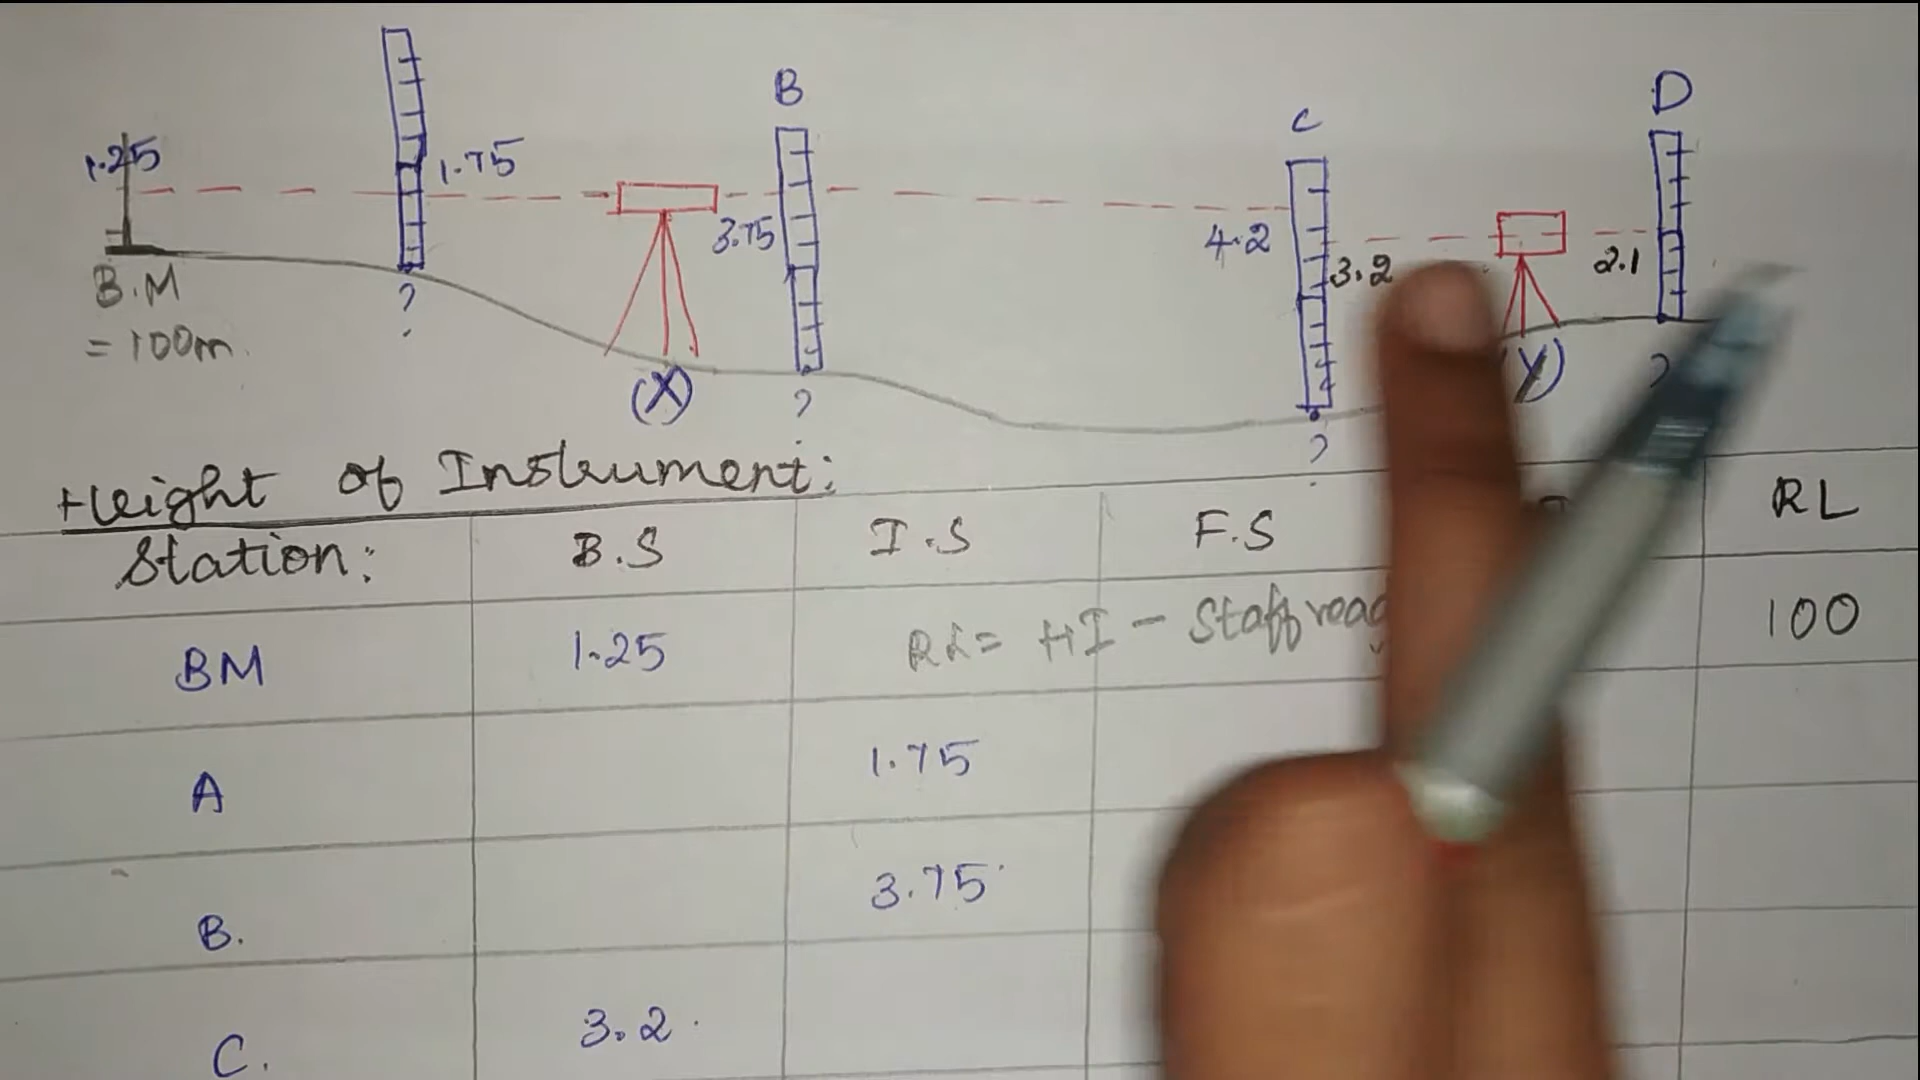 B
C
D
1.25
1.75
3.75
4.2
3.2
2.1
B.M
= 100m
?
(X)
?
?
(Y)
?
Height of Instrument:
Station:
B.S
I.S
F.S
RL
BM
1.25
RL= HI - Staff
100
A
1.75
B.
3.75
C.
3.2